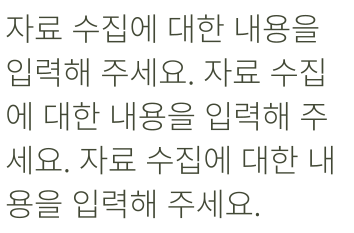 자료 수집에 대한 내용을
입력해 주세요. 자료 수집
에 대한 내용을 입력해 주
세요. 자료 수집에 대한 내
용을 입력해 주세요.